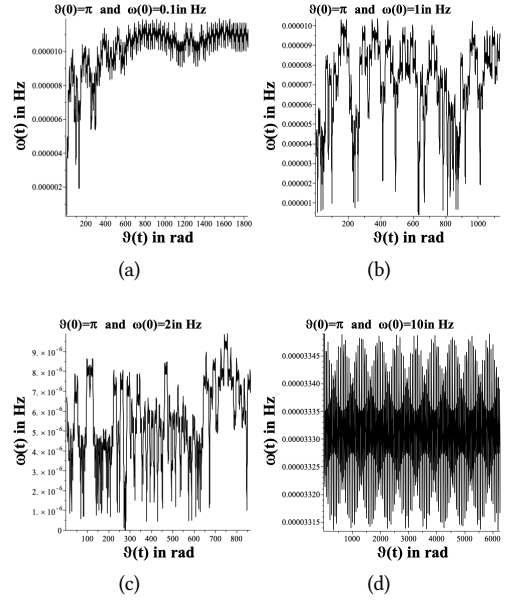 ϑ(0)=π and ω(0)=0.1in Hz
ω(t) in Hz
0.000010
0.000008
0.000006
0.000004
0.000002
200 400 600 800 1000 1200 1400 1600 1800
ϑ(t) in rad
(a)
ϑ(0)=π and ω(0)=1in Hz
ω(t) in Hz
0.000010
0.000009
0.000008
0.000007
0.000006
0.000005
0.000004
0.000003
0.000002
0.000001
200 400 600 800 1000
ϑ(t) in rad
(b)
ϑ(0)=π and ω(0)=2in Hz
ω(t) in Hz
9. × 10⁻⁶
8. × 10⁻⁶
7. × 10⁻⁶
6. × 10⁻⁶
5. × 10⁻⁶
4. × 10⁻⁶
3. × 10⁻⁶
2. × 10⁻⁶
1. × 10⁻⁶
0
100 200 300 400 500 600 700 800
ϑ(t) in rad
(c)
ϑ(0)=π and ω(0)=10in Hz
ω(t) in Hz
0.00003345
0.00003340
0.00003335
0.00003330
0.00003325
0.00003320
0.00003315
1000 2000 3000 4000 5000 6000
ϑ(t) in rad
(d)